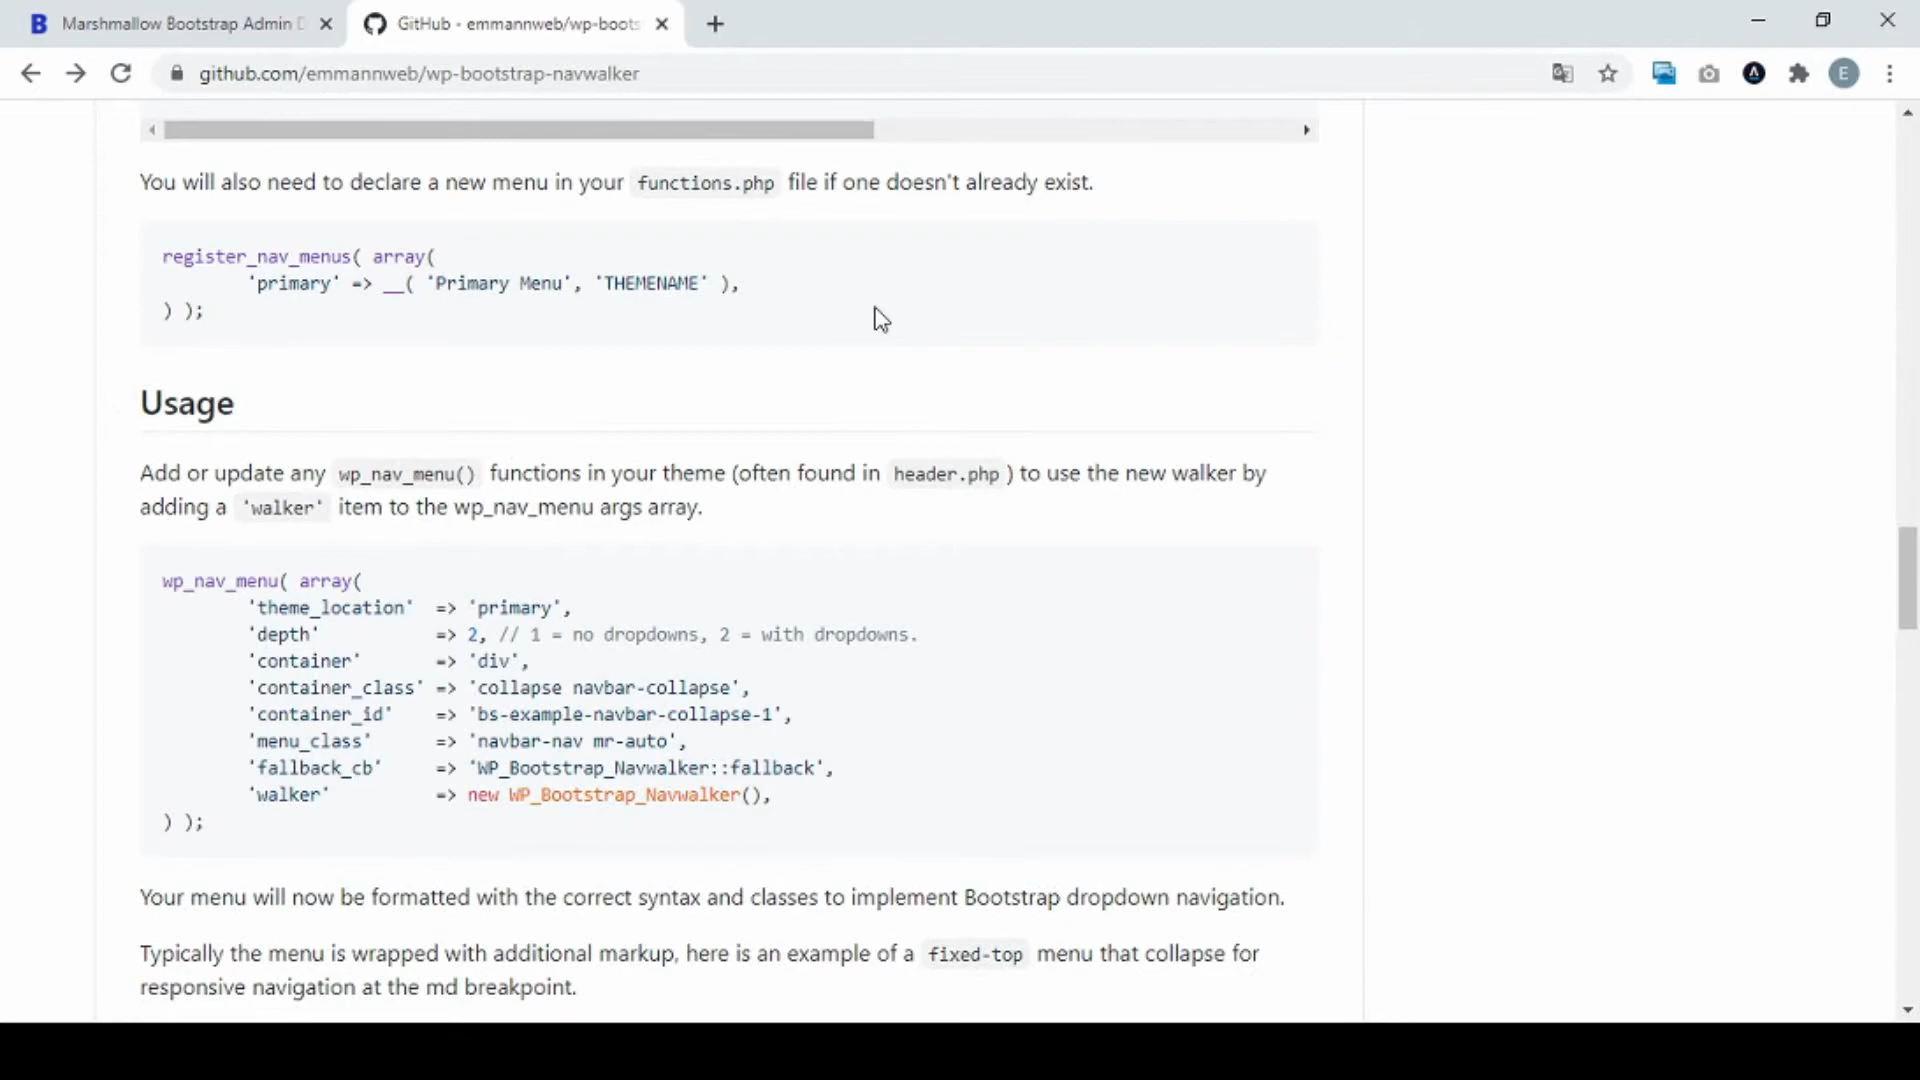 Marshmallow Bootstrap Admin D
GitHub - emmannweb/wp-boots
github.com/emmannweb/wp-bootstrap-navwalker
E
You will also need to declare a new menu in your functions.php file if one doesn't already exist.
register_nav_menus( array(
'primary' => __( 'Primary Menu', 'THEMENAME' ),
) );
Usage
Add or update any wp_nav_menu() functions in your theme (often found in header.php) to use the new walker by
adding a 'walker' item to the wp_nav_menu args array.
wp_nav_menu( array(
'theme_location' => 'primary',
'depth' => 2, // 1 = no dropdowns, 2 = with dropdowns.
'container' => 'div',
'container_class' => 'collapse navbar-collapse',
'container_id' => 'bs-example-navbar-collapse-1',
'menu_class' => 'navbar-nav mr-auto',
'fallback_cb' => 'WP_Bootstrap_Navwalker::fallback',
'walker' => new WP_Bootstrap_Navwalker(),
) );
Your menu will now be formatted with the correct syntax and classes to implement Bootstrap dropdown navigation.
Typically the menu is wrapped with additional markup, here is an example of a fixed-top menu that collapse for
responsive navigation at the md breakpoint.